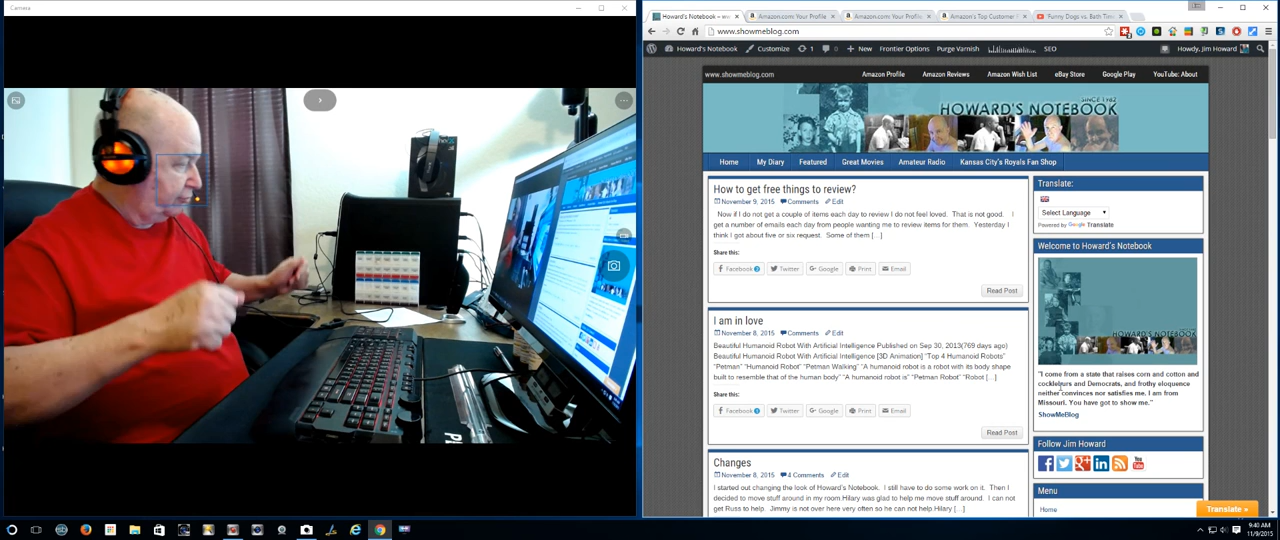 Camera
Howard's Notebook – ww
Amazon.com: Your Profile
Amazon.com: Your Profile
Amazon's Top Customer R
"Funny Dogs vs. Bath Time
www.showmeblog.com
Howard's Notebook
Customize
1
0
New
Frontier Options
Purge Varnish
SEO
Howdy, Jim Howard
www.showmeblog.com
Amazon Profile
Amazon Reviews
Amazon Wish List
eBay Store
Google Play
YouTube: About
SINCE 1982
HOWARD'S NOTEBOOK
Home
My Diary
Featured
Great Movies
Amateur Radio
Kansas City's Royals Fan Shop
How to get free things to review?
November 9, 2015 Comments Edit
Now if I do not get a couple of items each day to review I do not feel loved. That is not good. I
get a number of emails each day from people wanting me to review items for them. Yesterday I
think I got about five or six request. Some of them [...]
Share this:
Facebook Twitter Google Print Email
Read Post
I am in love
November 8, 2015 Comments Edit
Beautiful Humanoid Robot With Artificial Intelligence Published on Sep 30, 2013(769 days ago)
Beautiful Humanoid Robot With Artificial Intelligence [3D Animation] "Top 4 Humanoid Robots"
"Petman" "Humanoid Robot" "Petman Walking" "A humanoid robot is a robot with its body shape
built to resemble that of the human body" "A humanoid robot is" "Petman Robot" "Robot [...]
Share this:
Facebook Twitter Google Print Email
Read Post
Changes
November 8, 2015 4 Comments Edit
I started out changing the look of Howard's Notebook. I still have to do some work on it. Then I
decided to move stuff around in my room.Hilary was glad to help me move stuff around. I can not
get Russ to help. Jimmy is not over here very often so he can not help.Hilary [...]
Translate:
Select Language
Powered by Google Translate
Welcome to Howard's Notebook
HOWARD'S NOTEBOOK
"I come from a state that raises corn and cotton and
cockleburs and Democrats, and frothy eloquence
neither convinces nor satisfies me. I am from
Missouri. You have got to show me."
ShowMeBlog
Follow Jim Howard
You
Menu
Home
Translate »
9:40 AM
11/9/2015